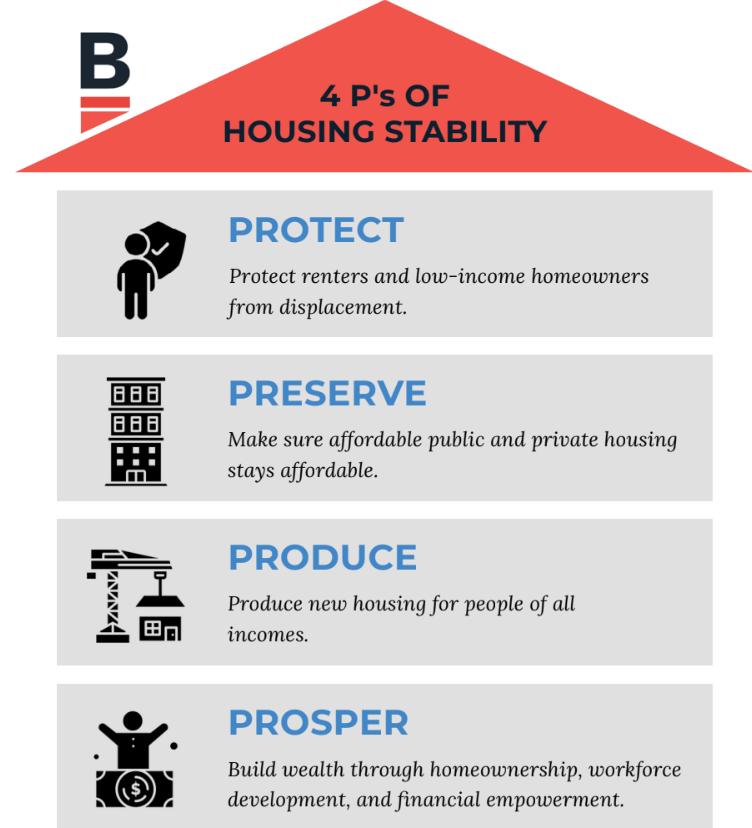 B
4 P's OF
HOUSING STABILITY
PROTECT
Protect renters and low-income homeowners
from displacement.
PRESERVE
Make sure affordable public and private housing
stays affordable.
PRODUCE
Produce new housing for people of all
incomes.
$
PROSPER
Build wealth through homeownership, workforce
development, and financial empowerment.